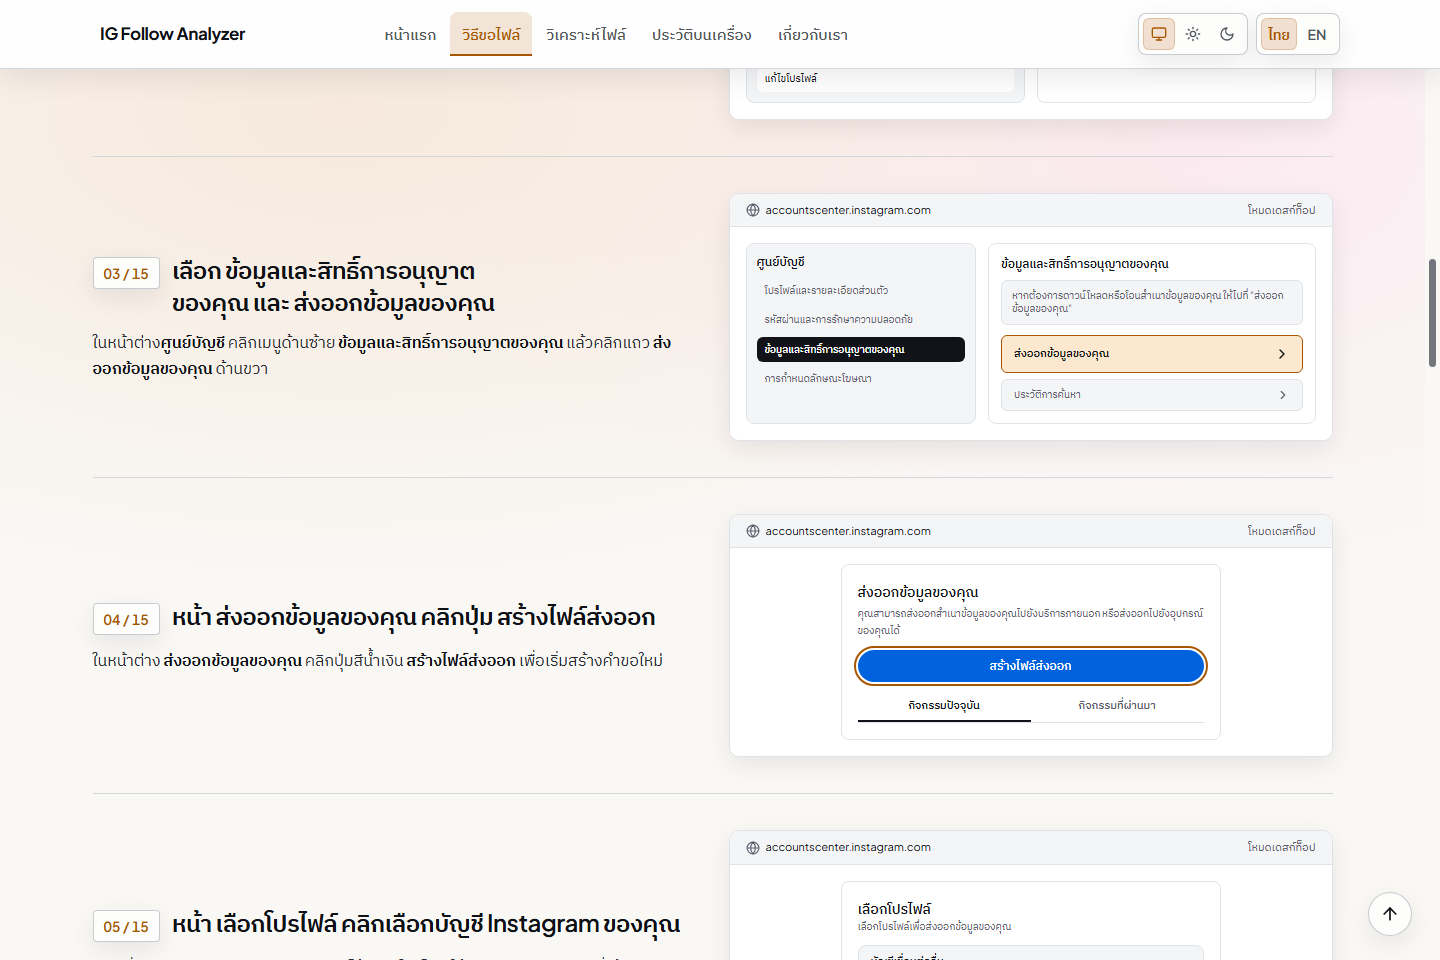 IG Follow Analyzer
หน้าแรก
วิธีขอไฟล์
วิเคราะห์ไฟล์
ประวัติบนเครื่อง
เกี่ยวกับเรา
ไทย
EN
แก้ไขโปรไฟล์
03 / 15
เลือก ข้อมูลและสิทธิ์การอนุญาต
ของคุณ และ ส่งออกข้อมูลของคุณ
ในหน้าต่างศูนย์บัญชี คลิกเมนูด้านซ้าย ข้อมูลและสิทธิ์การอนุญาตของคุณ แล้วคลิกแถว ส่ง
ออกข้อมูลของคุณ ด้านขวา
accountscenter.instagram.com
โหมดเดสก์ท็อป
ศูนย์บัญชี
โปรไฟล์และรายละเอียดส่วนตัว
รหัสผ่านและการรักษาความปลอดภัย
ข้อมูลและสิทธิ์การอนุญาตของคุณ
การกำหนดลักษณะโฆษณา
ข้อมูลและสิทธิ์การอนุญาตของคุณ
หากต้องการดาวน์โหลดหรือโอนสำเนาข้อมูลของคุณ ให้ไปที่ "ส่งออก
ข้อมูลของคุณ"
ส่งออกข้อมูลของคุณ
ประวัติการค้นหา
04 / 15
หน้า ส่งออกข้อมูลของคุณ คลิกปุ่ม สร้างไฟล์ส่งออก
ในหน้าต่าง ส่งออกข้อมูลของคุณ คลิกปุ่มสีน้ำเงิน สร้างไฟล์ส่งออก เพื่อเริ่มสร้างคำขอใหม่
accountscenter.instagram.com
โหมดเดสก์ท็อป
ส่งออกข้อมูลของคุณ
คุณสามารถส่งออกสำเนาข้อมูลของคุณไปยังบริการภายนอก หรือส่งออกไปยังอุปกรณ์
ของคุณได้
สร้างไฟล์ส่งออก
กิจกรรมปัจจุบัน
กิจกรรมที่ผ่านมา
05 / 15
หน้า เลือกโปรไฟล์ คลิกเลือกบัญชี Instagram ของคุณ
accountscenter.instagram.com
โหมดเดสก์ท็อป
เลือกโปรไฟล์
เลือกโปรไฟล์เพื่อส่งออกข้อมูลของคุณ